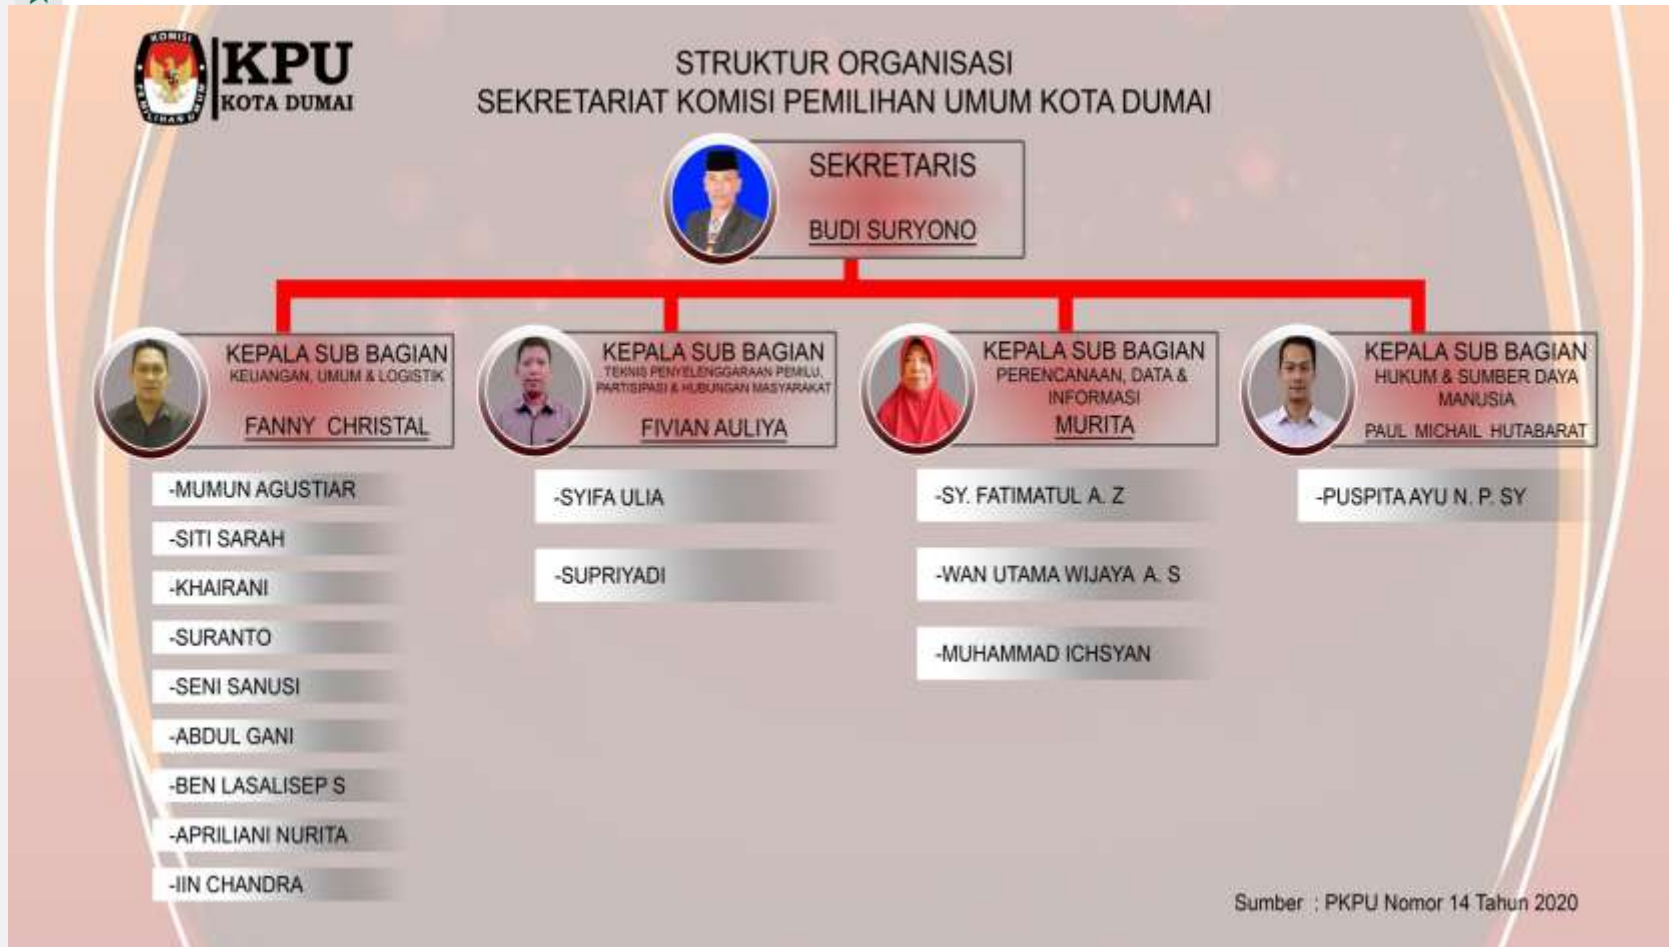 KOMISI
PEMILIHAN UMUM
KPU
KOTA DUMAI
STRUKTUR ORGANISASI
SEKRETARIAT KOMISI PEMILIHAN UMUM KOTA DUMAI
SEKRETARIS
BUDI SURYONO
KEPALA SUB BAGIAN
KEUANGAN, UMUM & LOGISTIK
FANNY CHRISTAL
-MUMUN AGUSTIAR
-SITI SARAH
-KHAIRANI
-SURANTO
-SENI SANUSI
-ABDUL GANI
-BEN LASALISEP S
-APRILIANI NURITA
-IIN CHANDRA
KEPALA SUB BAGIAN
TEKNIS PENYELENGGARAAN PEMILU,
PARTISIPASI & HUBUNGAN MASYARAKAT
FIVIAN AULIYA
-SYIFA ULIA
-SUPRIYADI
KEPALA SUB BAGIAN
PERENCANAAN, DATA &
INFORMASI
MURITA
-SY. FATIMATUL A. Z
-WAN UTAMA WIJAYA A. S
-MUHAMMAD ICHSYAN
KEPALA SUB BAGIAN
HUKUM & SUMBER DAYA
MANUSIA
PAUL MICHAIL HUTABARAT
-PUSPITA AYU N. P. SY
Sumber : PKPU Nomor 14 Tahun 2020